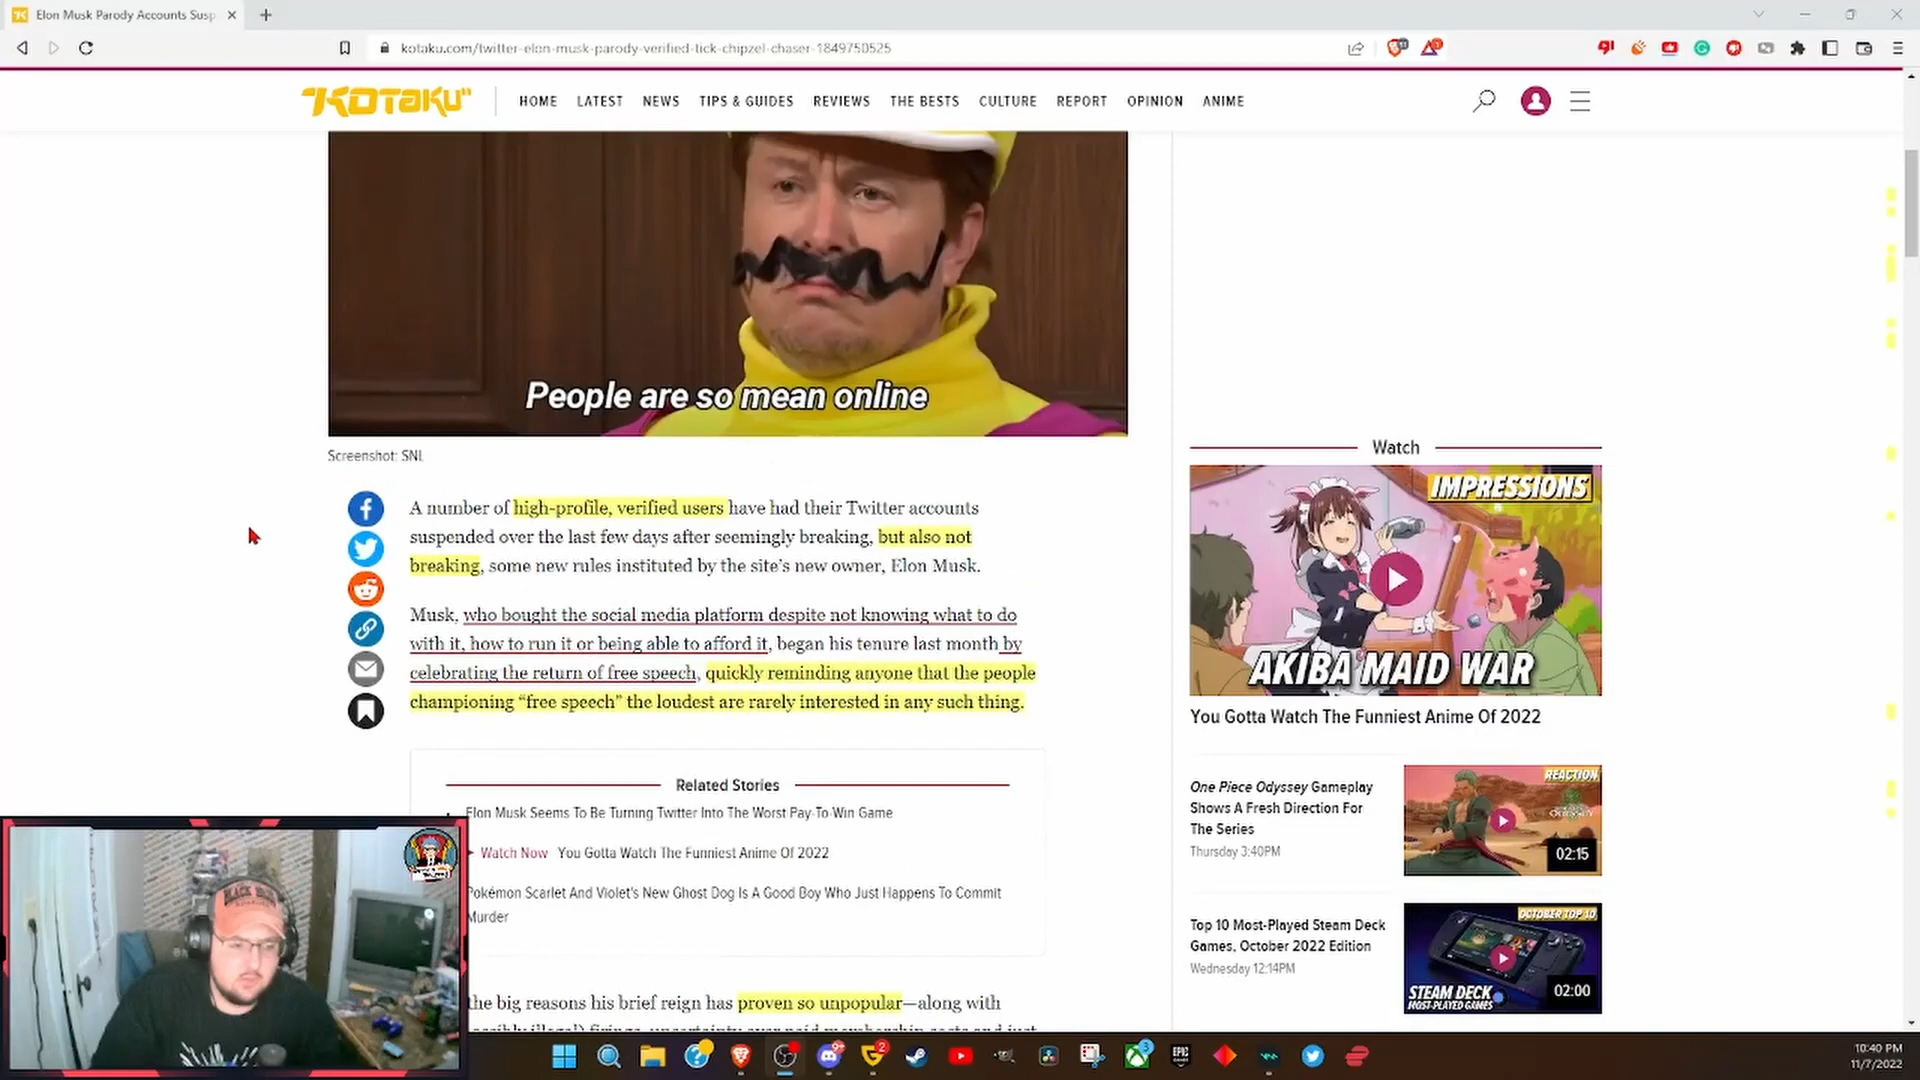 Elon Musk Parody Accounts Susp
kotaku.com/twitter-elon-musk-parody-verified-tick-chipzel-chaser-1849750525
KOTAKU
HOME LATEST NEWS TIPS & GUIDES REVIEWS THE BESTS CULTURE REPORT OPINION ANIME
People are so mean online
Screenshot: SNL
A number of high-profile, verified users have had their Twitter accounts
suspended over the last few days after seemingly breaking, but also not
breaking, some new rules instituted by the site's new owner, Elon Musk.
Musk, who bought the social media platform despite not knowing what to do
with it, how to run it or being able to afford it, began his tenure last month by
celebrating the return of free speech, quickly reminding anyone that the people
championing “free speech” the loudest are rarely interested in any such thing.
Related Stories
Elon Musk Seems To Be Turning Twitter Into The Worst Pay-To-Win Game
Watch Now You Gotta Watch The Funniest Anime Of 2022
Pokémon Scarlet And Violet's New Ghost Dog Is A Good Boy Who Just Happens To Commit
Murder
the big reasons his brief reign has proven so unpopular—along with
Watch
IMPRESSIONS
AKIBA MAID WAR
You Gotta Watch The Funniest Anime Of 2022
One Piece Odyssey Gameplay
Shows A Fresh Direction For
The Series
Thursday 3:40PM
REACTION
02:15
Top 10 Most-Played Steam Deck
Games, October 2022 Edition
Wednesday 12:14PM
OCTOBER TOP 10
STEAM DECK
MOST-PLAYED GAMES
02:00
10:40 PM
11/7/2022